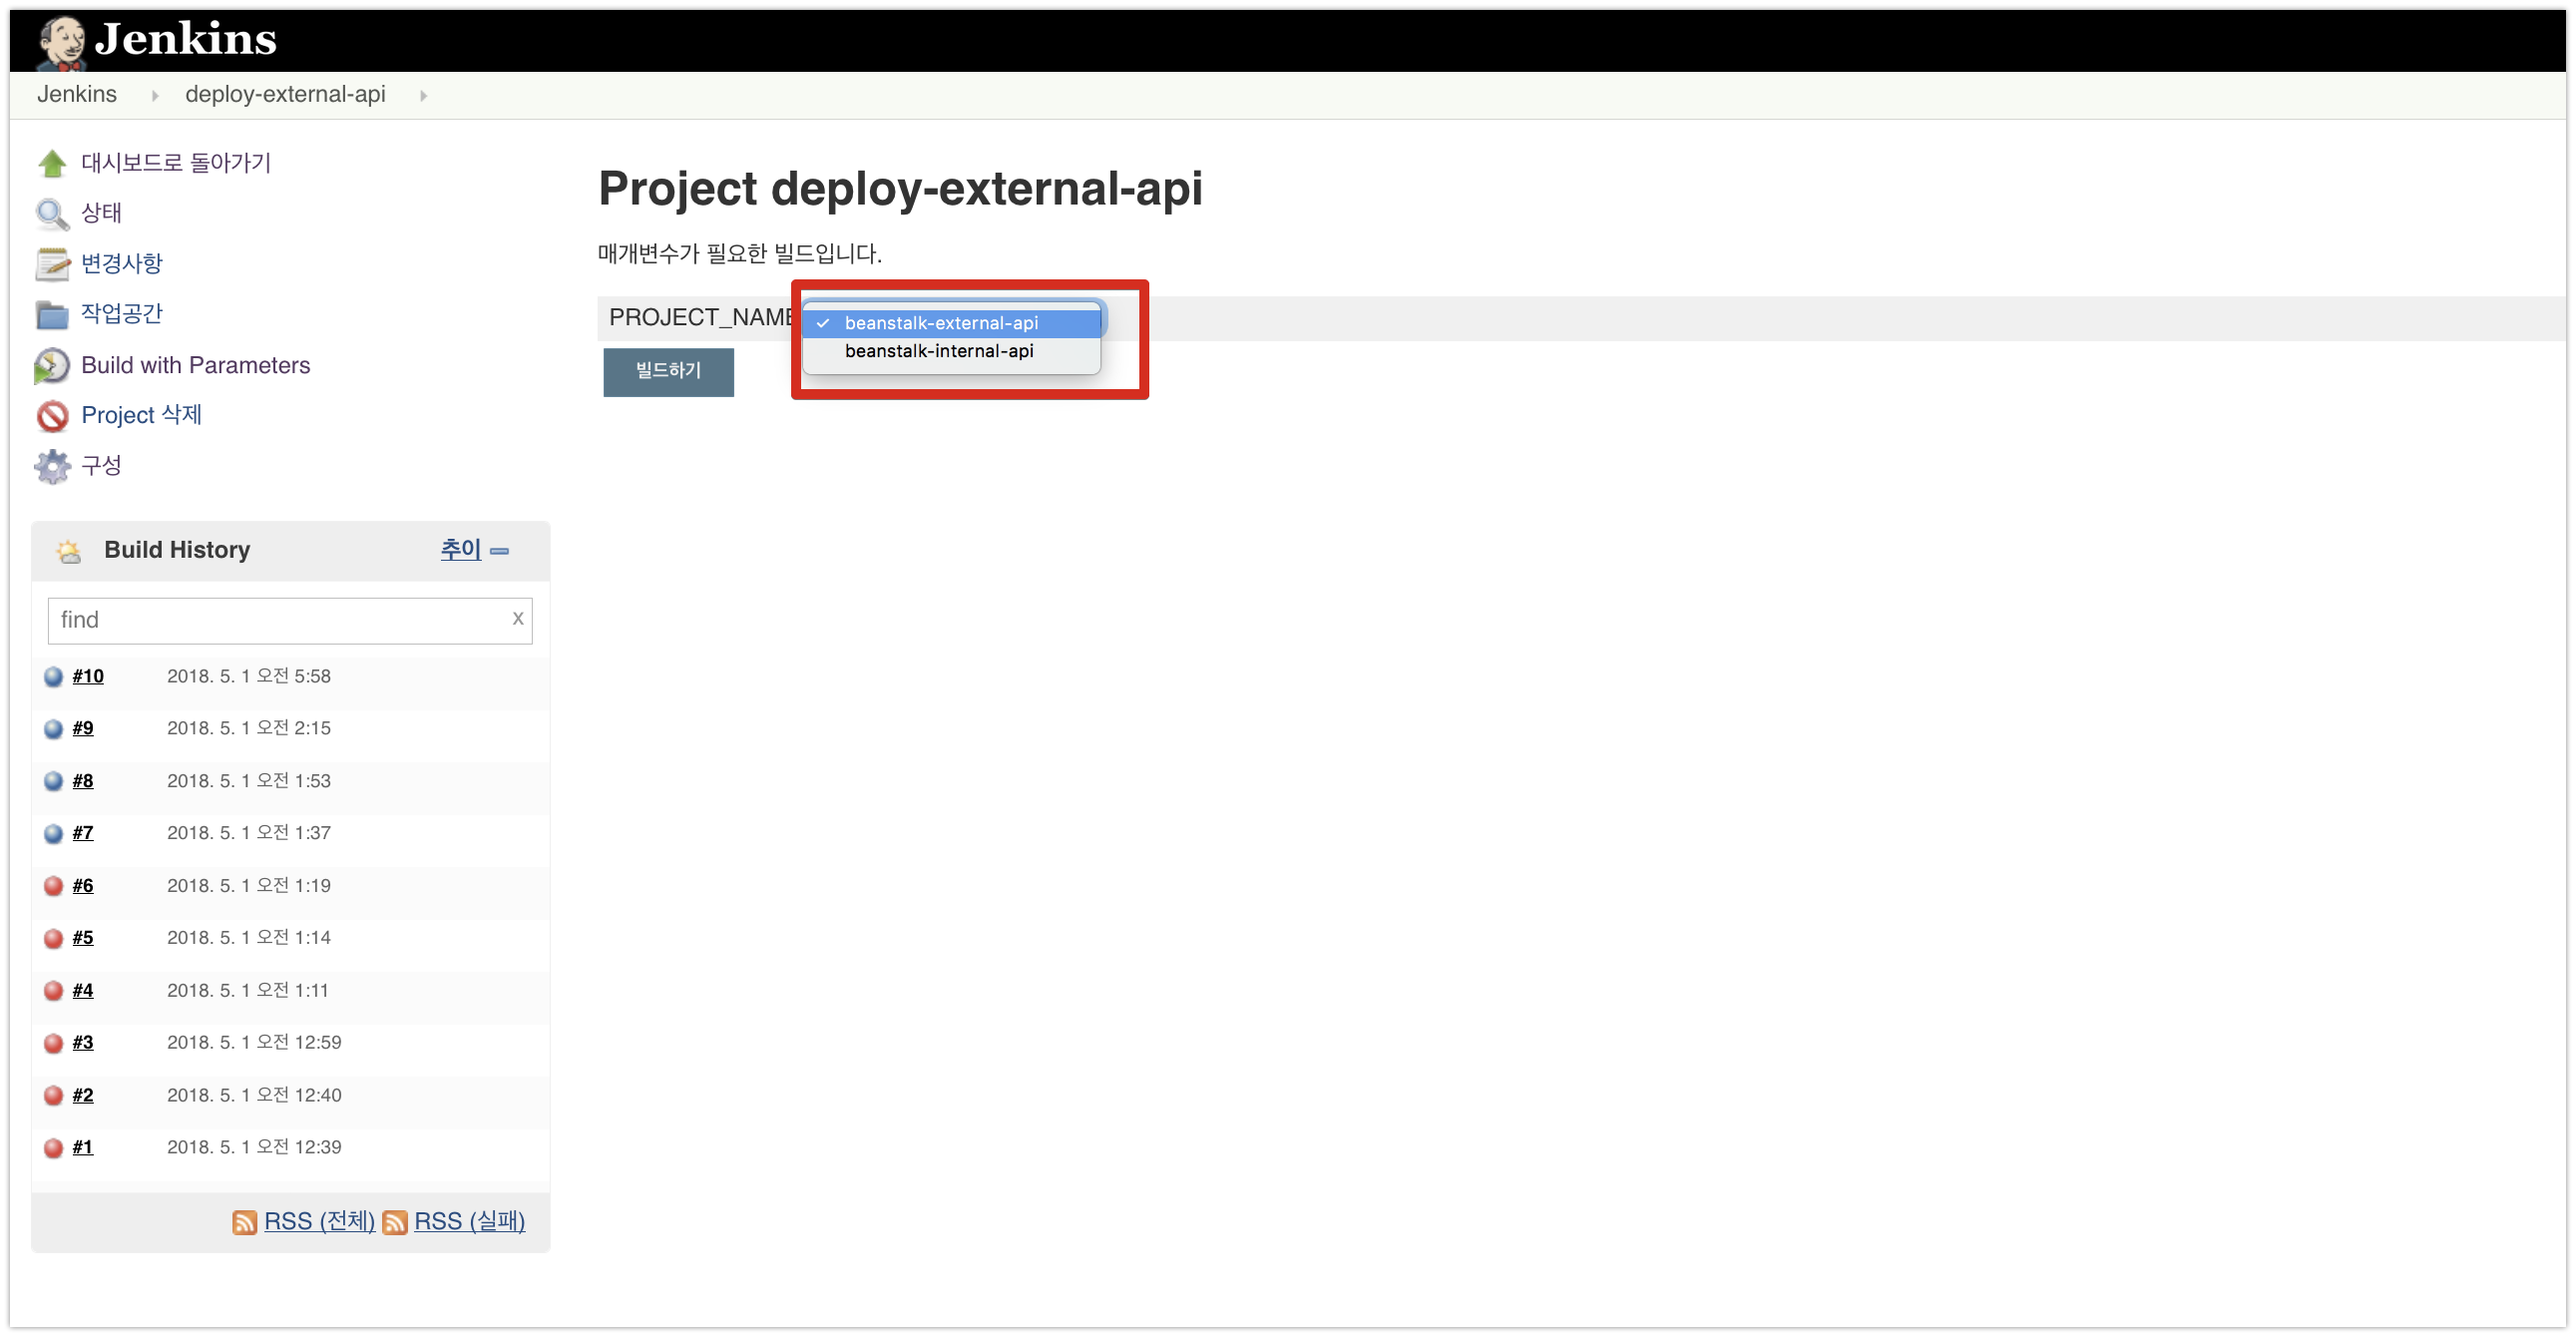 Jenkins
Jenkins
deploy-external-api
대시보드로 돌아가기
상태
변경사항
작업공간
Build with Parameters
Project 삭제
구성
Build History 추이
find x
#10 2018. 5. 1 오전 5:58
#9 2018. 5. 1 오전 2:15
#8 2018. 5. 1 오전 1:53
#7 2018. 5. 1 오전 1:37
#6 2018. 5. 1 오전 1:19
#5 2018. 5. 1 오전 1:14
#4 2018. 5. 1 오전 1:11
#3 2018. 5. 1 오전 12:59
#2 2018. 5. 1 오전 12:40
#1 2018. 5. 1 오전 12:39
RSS (전체) RSS (실패)
Project deploy-external-api
매개변수가 필요한 빌드입니다.
PROJECT_NAME
✓ beanstalk-external-api
beanstalk-internal-api
빌드하기